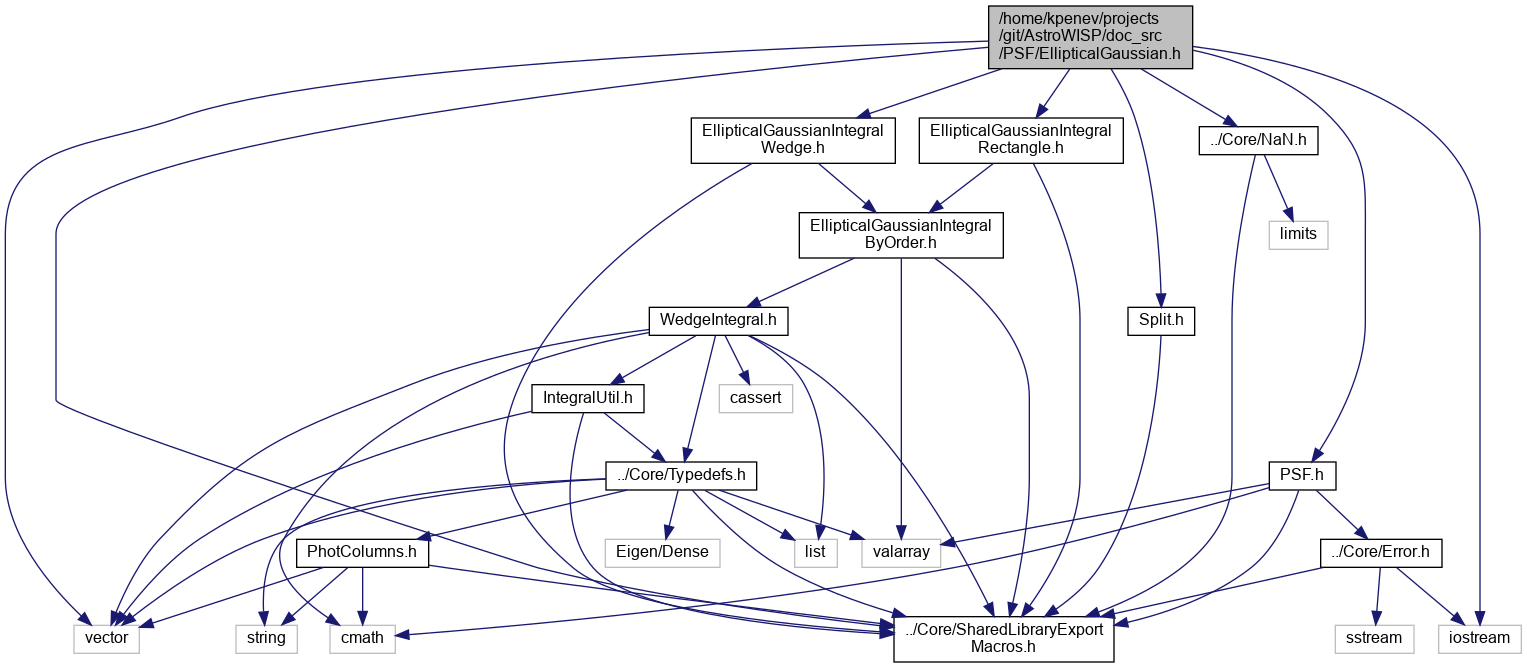 /home/kpenev/projects
/git/AstroWISP/doc_src
/PSF/EllipticalGaussian.h
EllipticalGaussianIntegral
Wedge.h
EllipticalGaussianIntegral
Rectangle.h
../Core/NaN.h
EllipticalGaussianIntegral
ByOrder.h
limits
WedgeIntegral.h
Split.h
IntegralUtil.h
cassert
../Core/Typedefs.h
PSF.h
PhotColumns.h
Eigen/Dense
list
valarray
../Core/Error.h
vector
string
cmath
../Core/SharedLibraryExport
Macros.h
sstream
iostream